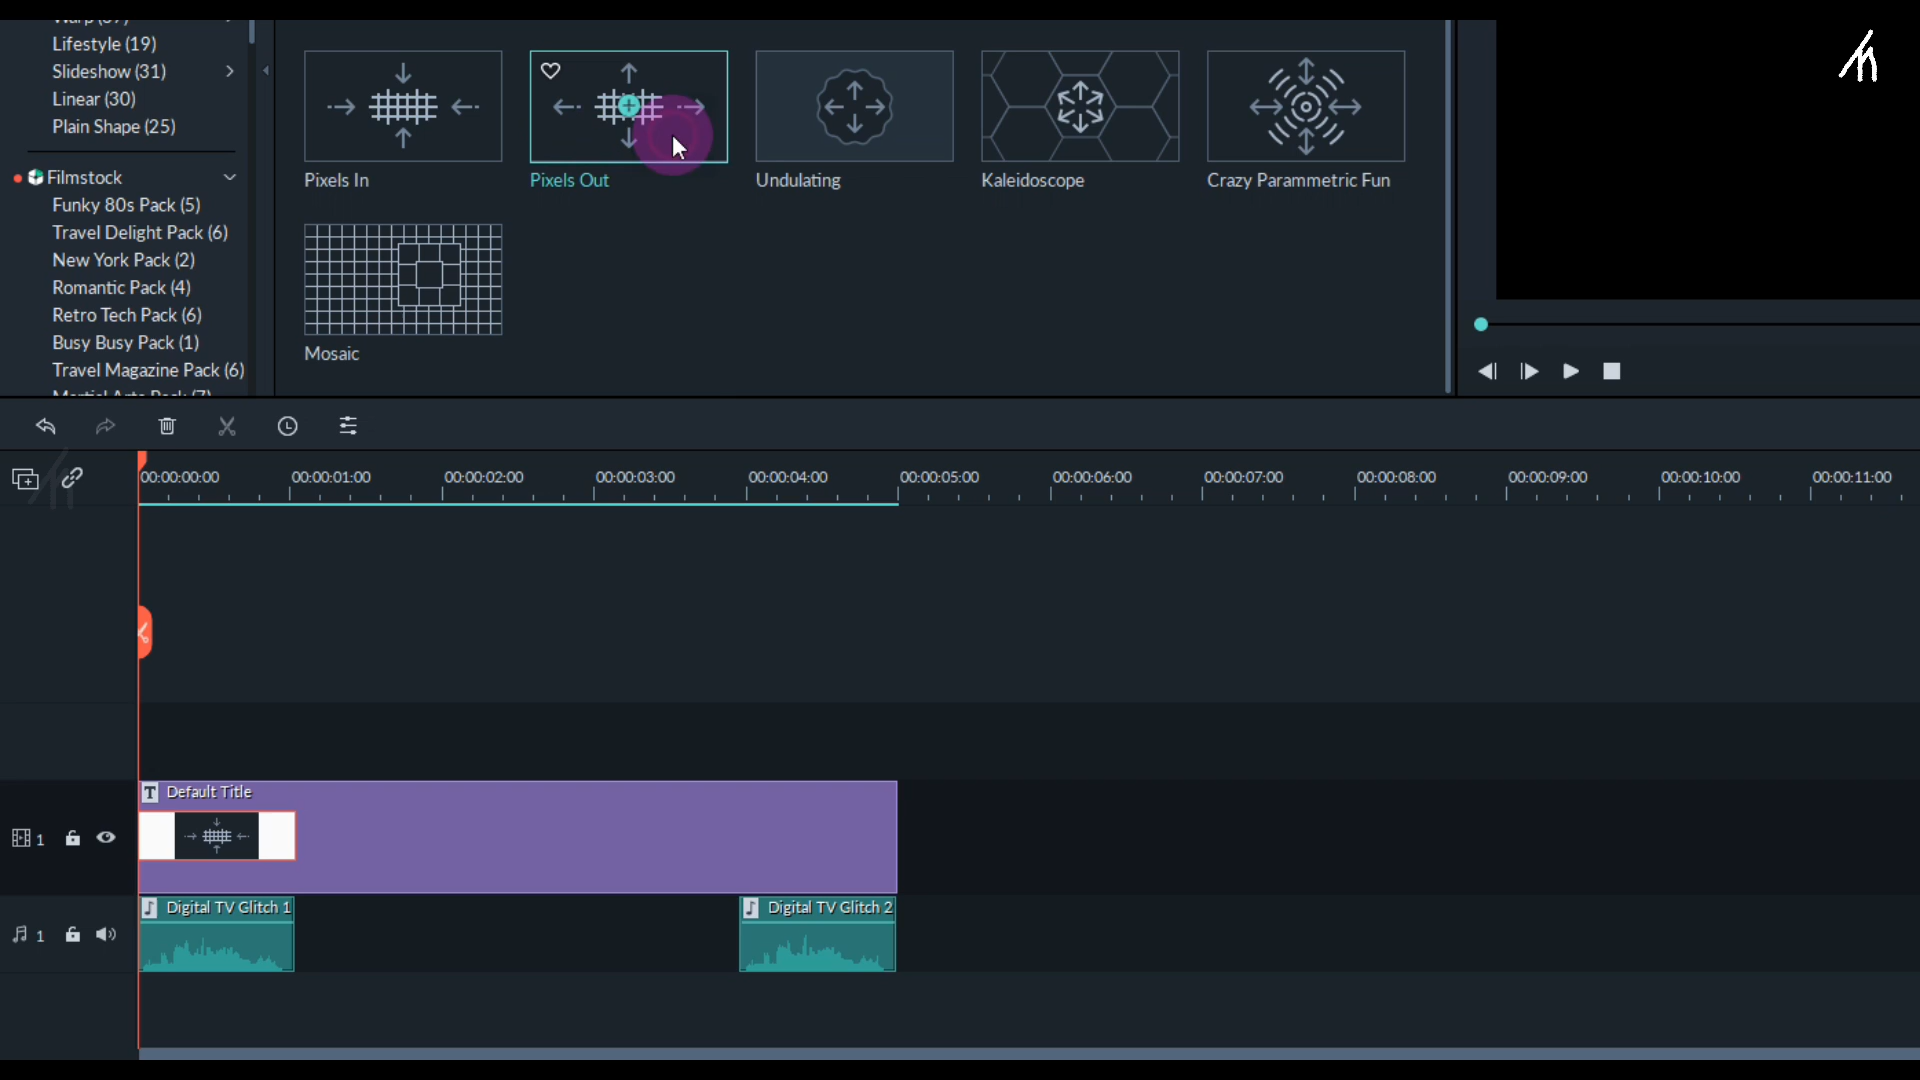 Lifestyle (19)
Slideshow (31)
Linear (30)
Plain Shape (25)
Filmstock
Funky 80s Pack (5)
Travel Delight Pack (6)
New York Pack (2)
Romantic Pack (4)
Retro Tech Pack (6)
Busy Busy Pack (1)
Travel Magazine Pack (6)
Pixels In
Pixels Out
Undulating
Kaleidoscope
Crazy Parammetric Fun
Mosaic
00:00:00:00
00:00:01:00
00:00:02:00
00:00:03:00
00:00:04:00
00:00:05:00
00:00:06:00
00:00:07:00
00:00:08:00
00:00:09:00
00:00:10:00
00:00:11:00
T Default Title
1
Digital TV Glitch 1
Digital TV Glitch 2
1